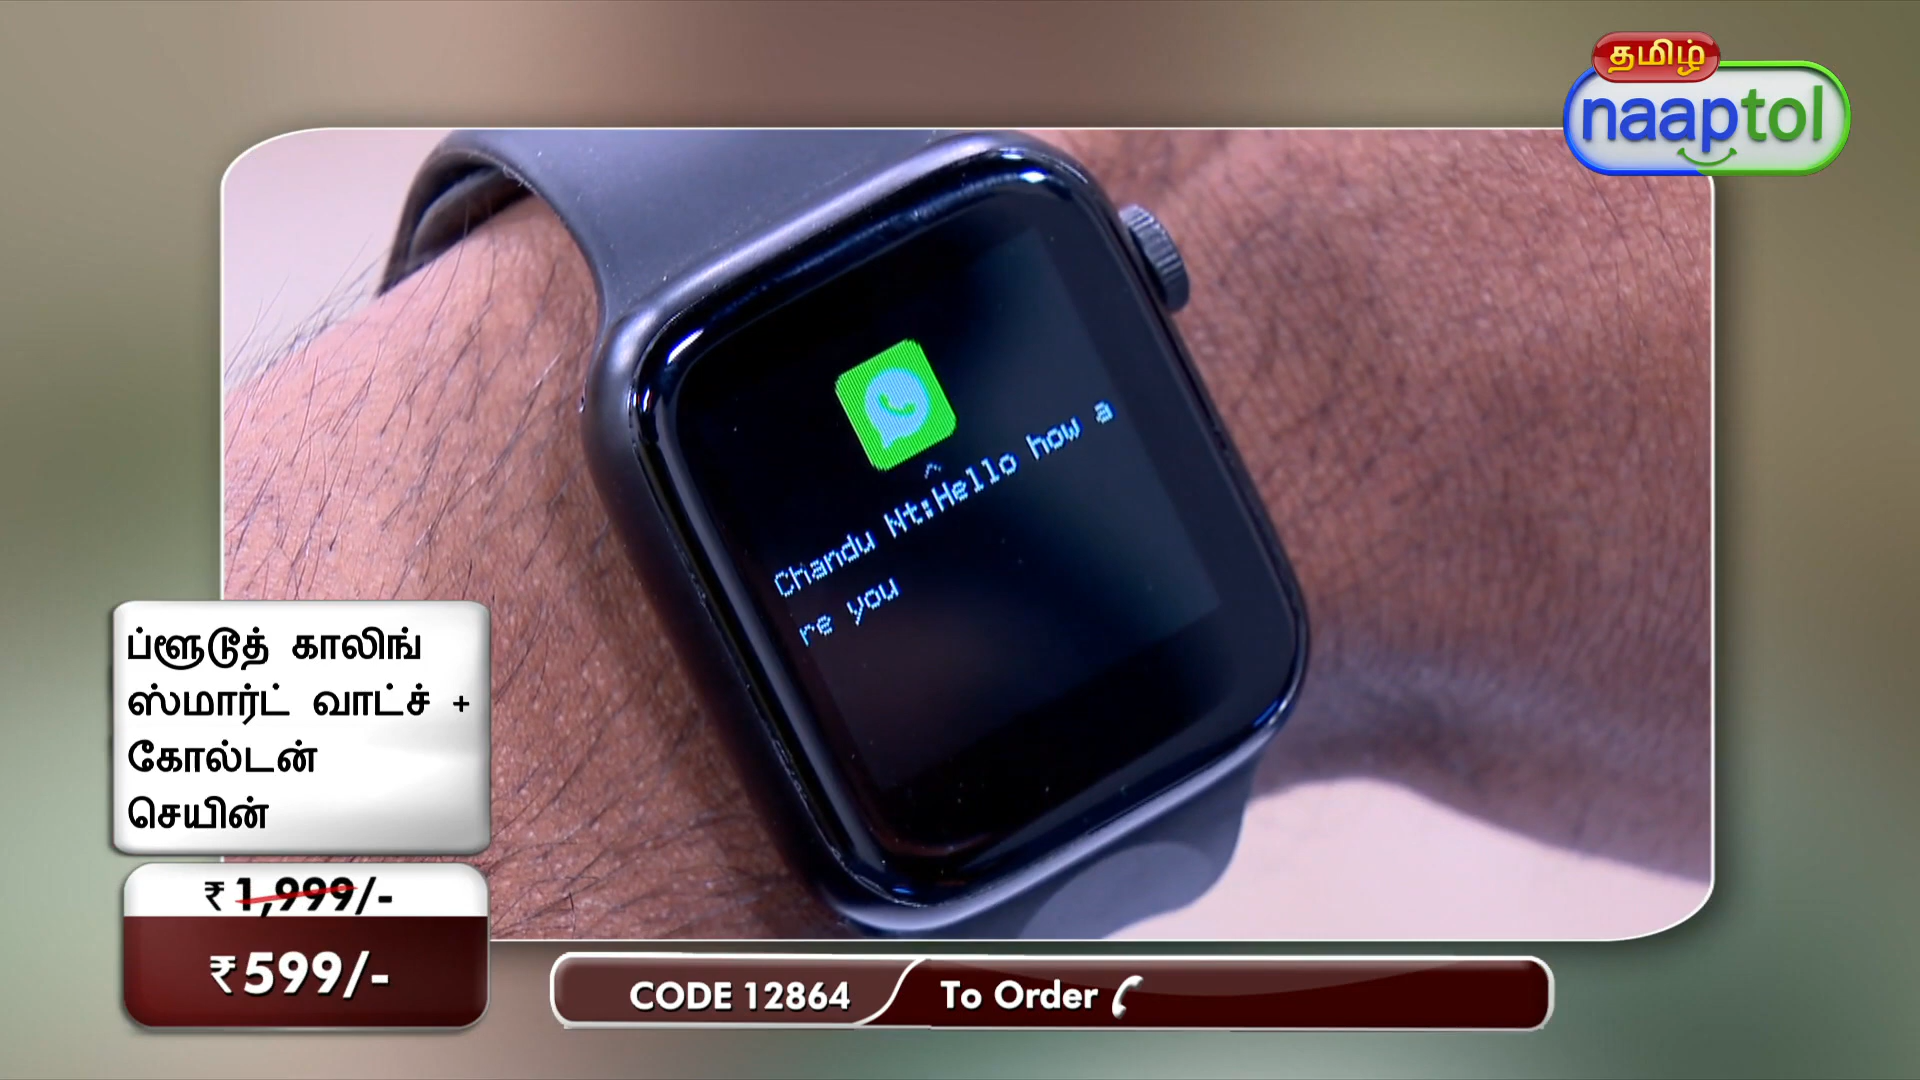 தமிழ்
naaptol
Chandu Nt:Hello how a
re you
ப்ளூடூத் காலிங்
ஸ்மார்ட் வாட்ச் +
கோல்டன்
செயின்
₹ 1,999/-
₹599/-
CODE 12864
To Order